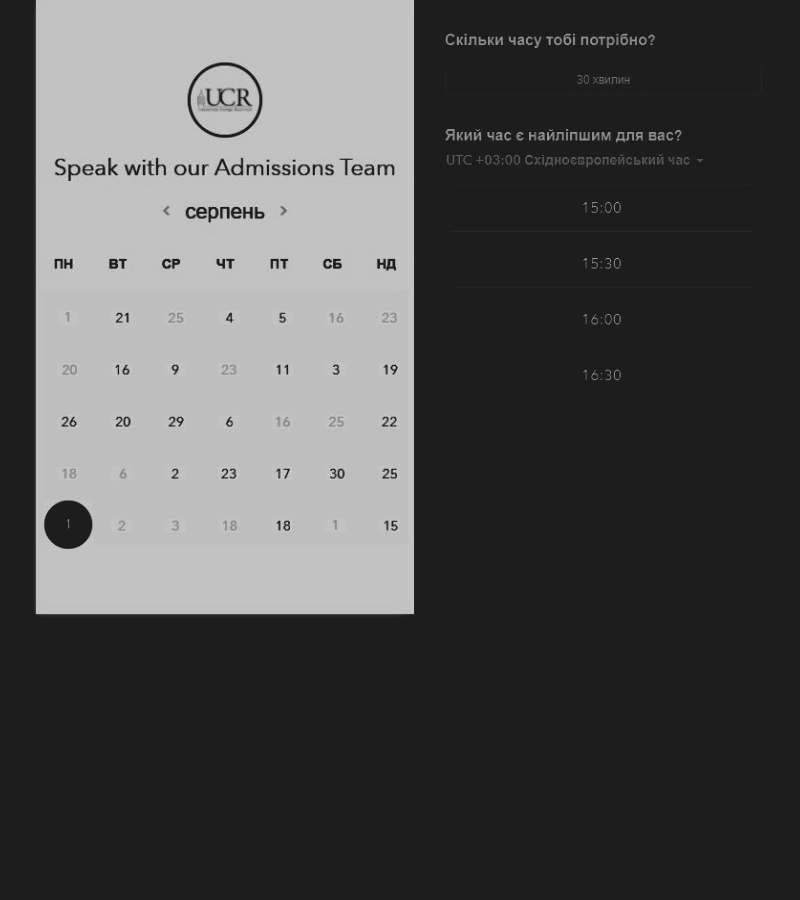 UCR
Speak with our Admissions Team
серпень
ПН ВТ СР ЧТ ПТ СБ НД
1 21 25 4 5 16 23
20 16 9 23 11 3 19
26 20 29 6 16 25 22
18 6 2 23 17 30 25
1 2 3 18 18 1 15
Скільки часу тобі потрібно?
30 хвилин
Який час є найліпшим для вас?
UTC +03:00 Східноєвропейський час
15:00
15:30
16:00
16:30